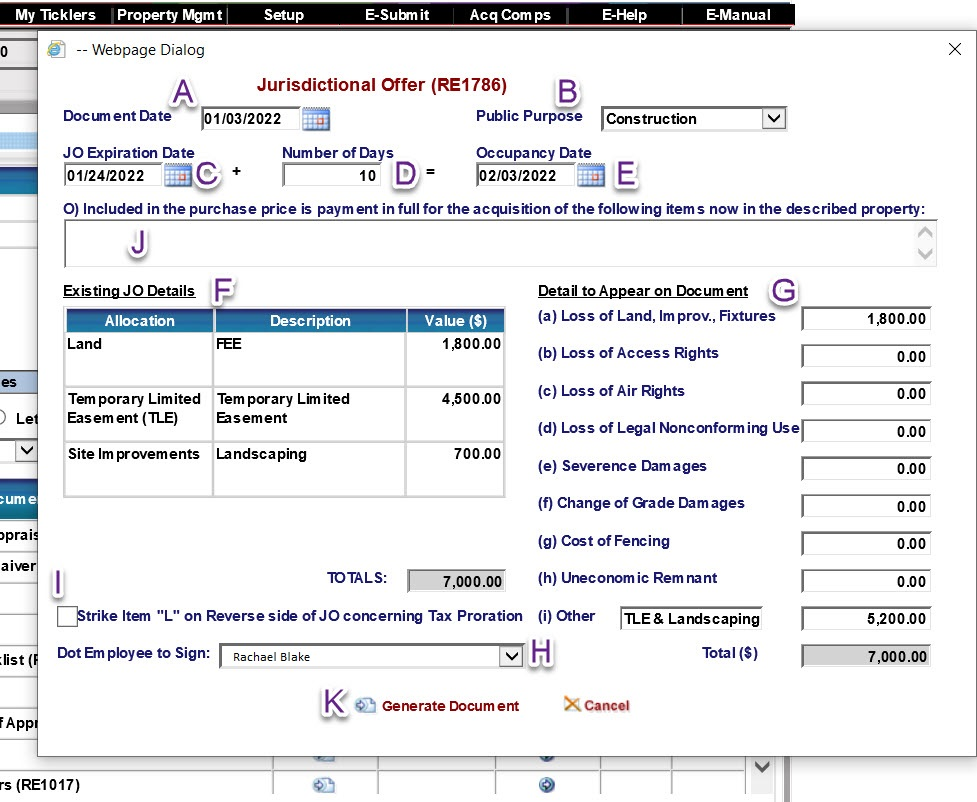 My Ticklers Property Mgmt Setup E-Submit Acq Comps E-Help E-Manual
0
-- Webpage Dialog
Jurisdictional Offer (RE1786)
A B
Document Date 01/03/2022 Public Purpose Construction
JO Expiration Date Number of Days Occupancy Date
01/24/2022 C + 10 D = 02/03/2022 E
O) Included in the purchase price is payment in full for the acquisition of the following items now in the described property:
J
Existing JO Details F Detail to Appear on Document G
Allocation Description Value ($) (a) Loss of Land, Improv., Fixtures 1,800.00
Land FEE 1,800.00
(b) Loss of Access Rights 0.00
es
(c) Loss of Air Rights 0.00
Temporary Limited Easement (TLE) Temporary Limited Easement 4,500.00
Let
(d) Loss of Legal Nonconforming Use 0.00
Site Improvements Landscaping 700.00
(e) Severence Damages 0.00
cume
(f) Change of Grade Damages 0.00
pprais
(g) Cost of Fencing 0.00
aiver
I TOTALS: 7,000.00 (h) Uneconomic Remnant 0.00
Strike Item "L" on Reverse side of JO concerning Tax Proration (i) Other TLE & Landscaping 5,200.00
Dot Employee to Sign: Rachael Blake H Total ($) 7,000.00
klist (F
K Generate Document Cancel
f Appr
rs (RE1017)